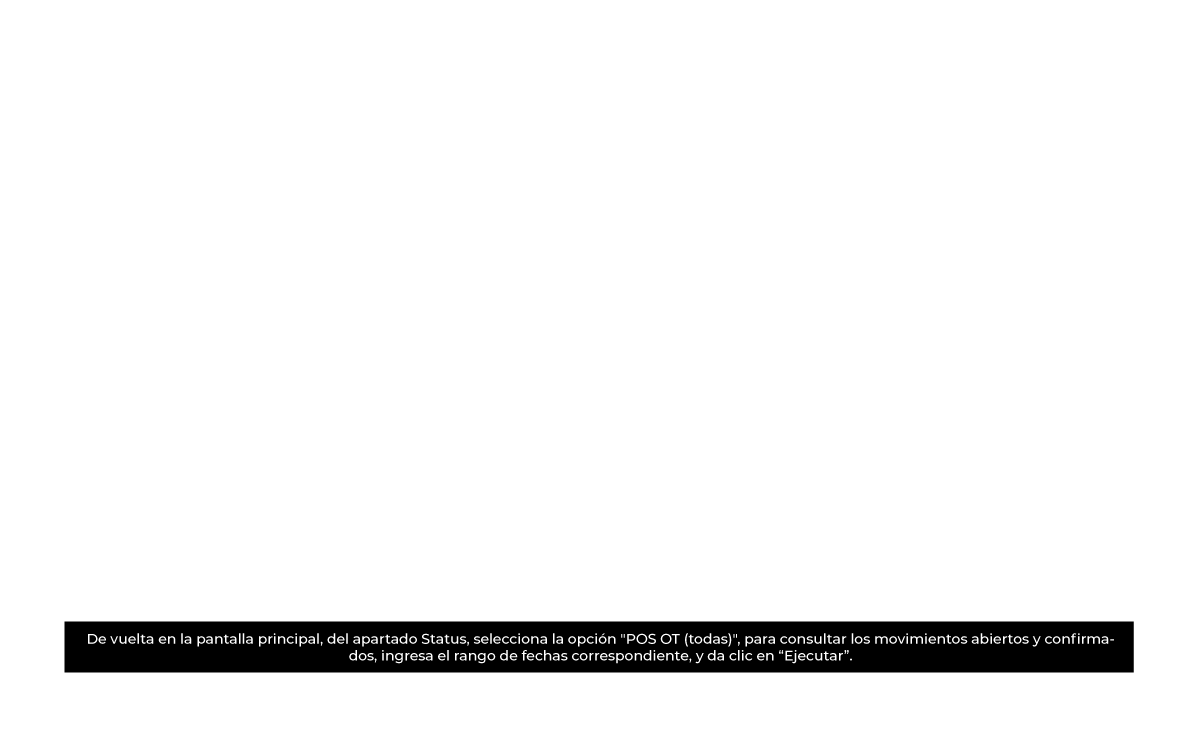 De vuelta en la pantalla principal, del apartado Status, selecciona la opción "POS OT (todas)", para consultar los movimientos abiertos y confirma-
dos, ingresa el rango de fechas correspondiente, y da clic en “Ejecutar”.